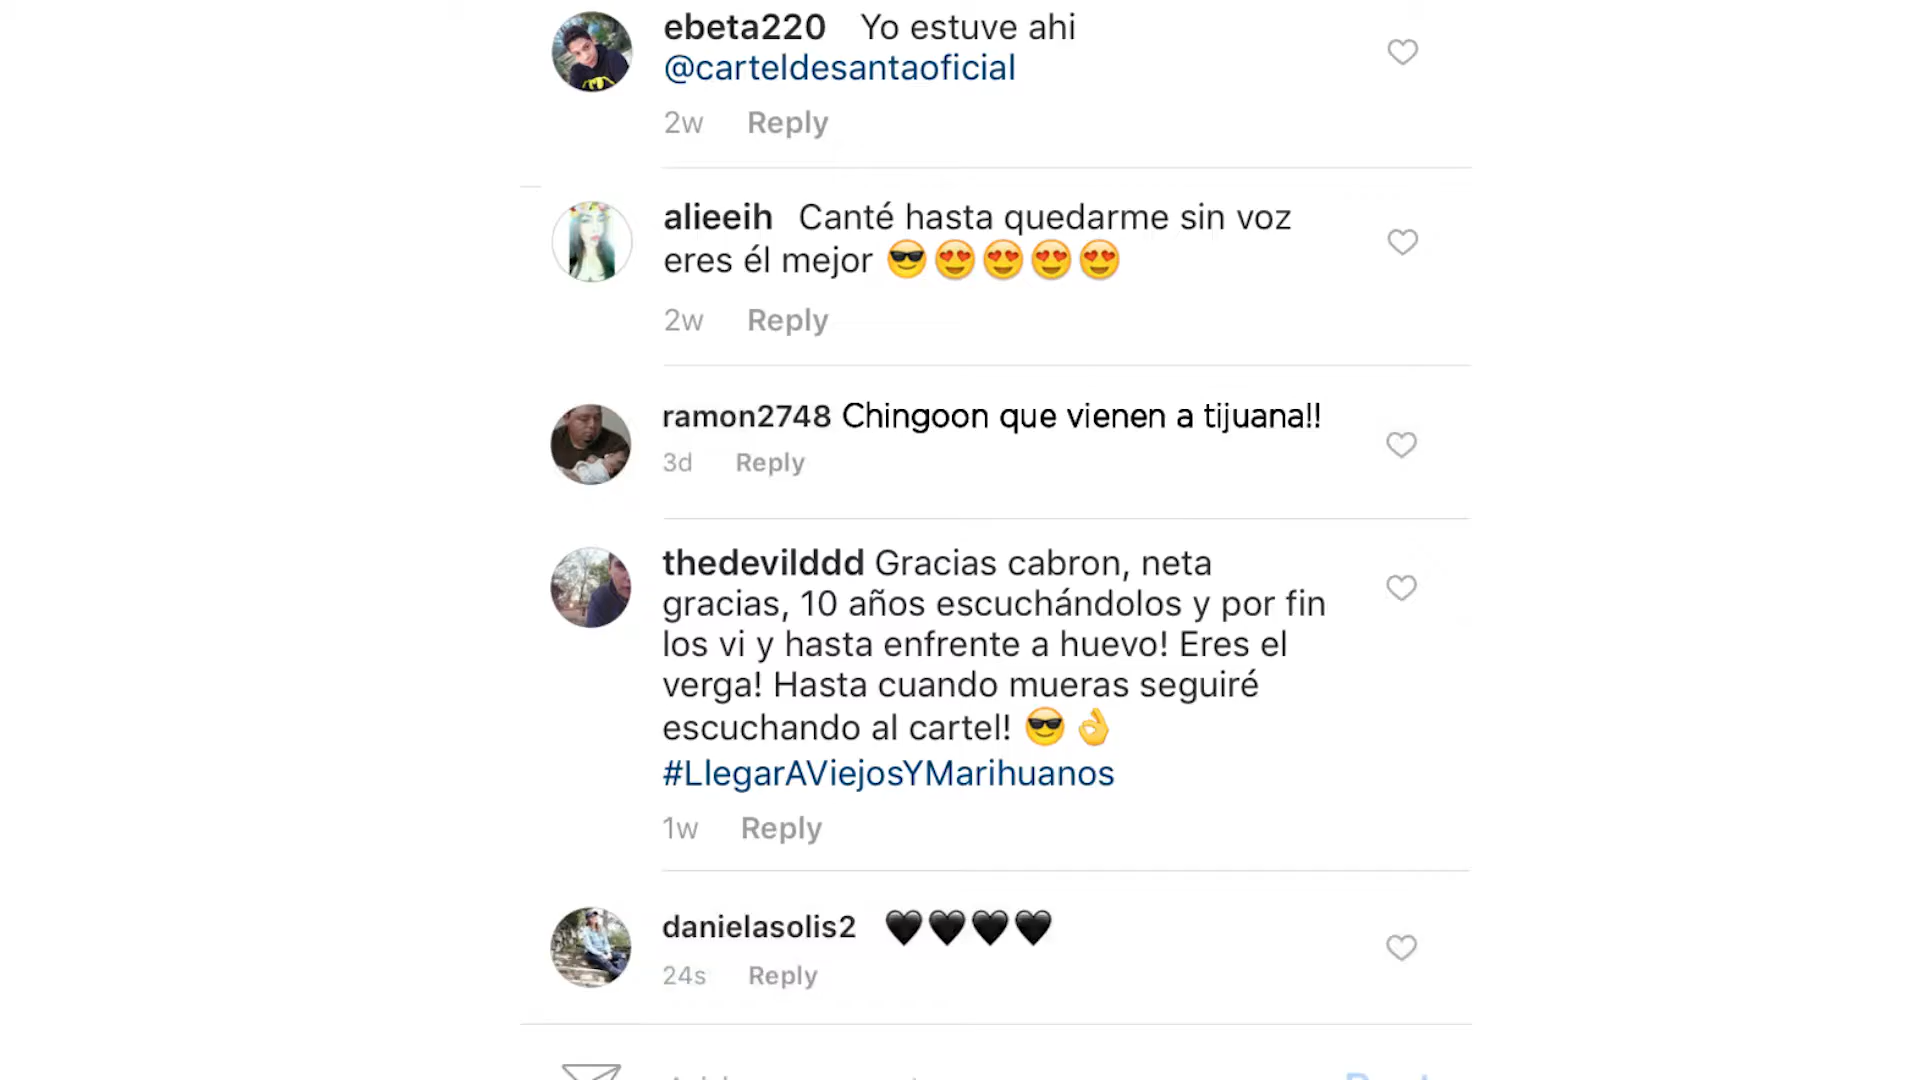 ebeta220 Yo estuve ahi
@carteldesantaoficial
2w Reply
alieeih Canté hasta quedarme sin voz
eres él mejor 😎😍😍😍😍
2w Reply
ramon2748 Chingoon que vienen a tijuana!!
3d Reply
thedevilddd Gracias cabron, neta
gracias, 10 años escuchándolos y por fin
los vi y hasta enfrente a huevo! Eres el
verga! Hasta cuando mueras seguiré
escuchando al cartel! 😎👌
#LlegarAViejosYMarihuanos
1w Reply
danielasolis2 🖤🖤🖤🖤
24s Reply